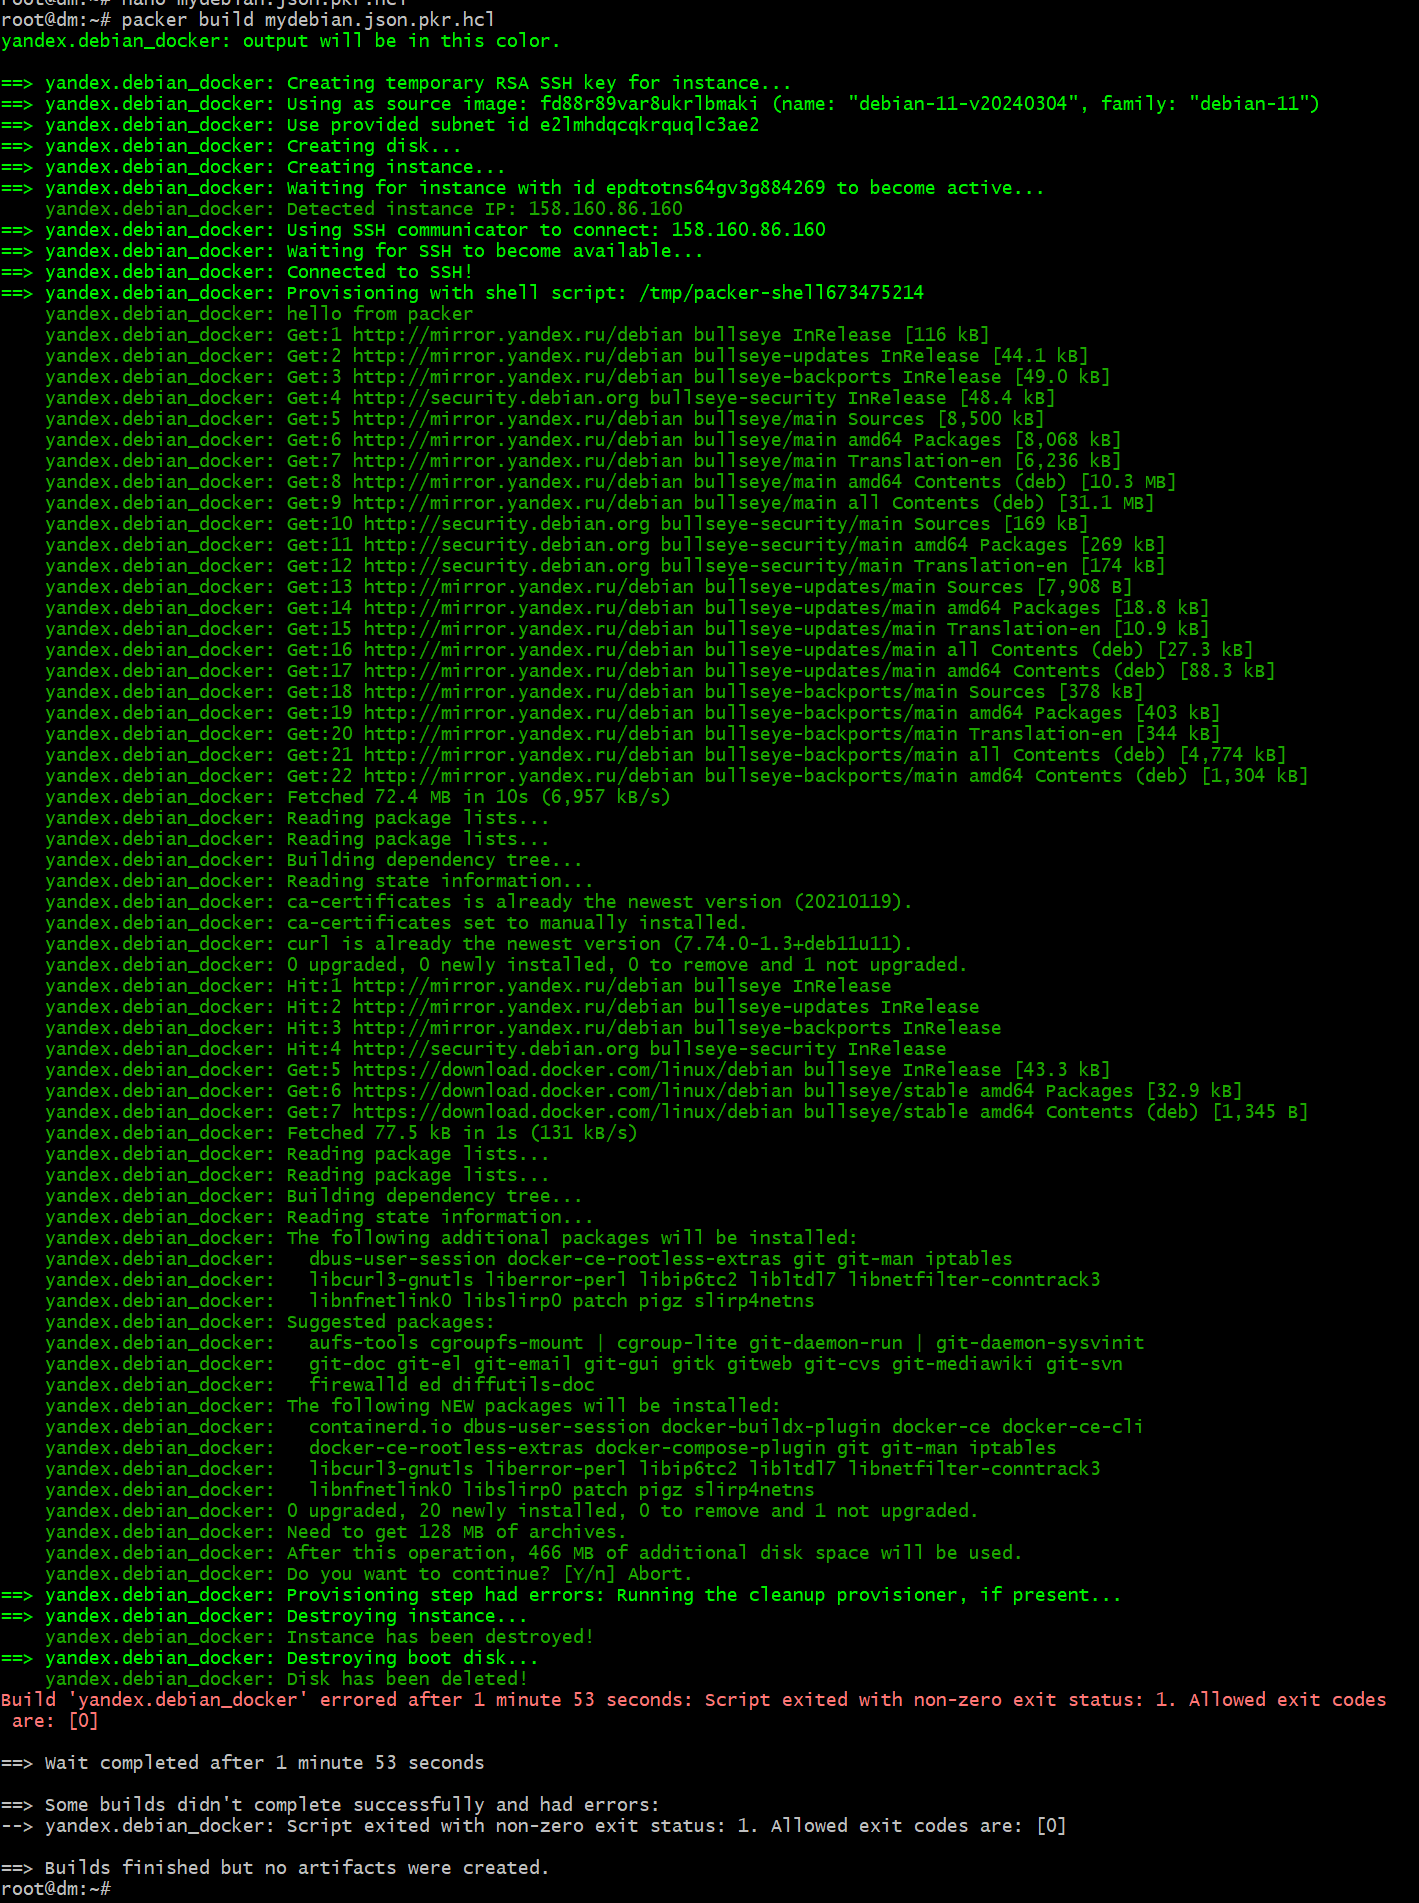 root@dm:~# nano mydebian.json.pkr.hcl
root@dm:~# packer build mydebian.json.pkr.hcl
yandex.debian_docker: output will be in this color.
==> yandex.debian_docker: Creating temporary RSA SSH key for instance...
==> yandex.debian_docker: Using as source image: fd88r89var8ukrlbmaki (name: "debian-11-v20240304", family: "debian-11")
==> yandex.debian_docker: Use provided subnet id e2lmhdqcqkrquqlc3ae2
==> yandex.debian_docker: Creating disk...
==> yandex.debian_docker: Creating instance...
==> yandex.debian_docker: Waiting for instance with id epdtotns64gv3g884269 to become active...
yandex.debian_docker: Detected instance IP: 158.160.86.160
==> yandex.debian_docker: Using SSH communicator to connect: 158.160.86.160
==> yandex.debian_docker: Waiting for SSH to become available...
==> yandex.debian_docker: Connected to SSH!
==> yandex.debian_docker: Provisioning with shell script: /tmp/packer-shell673475214
yandex.debian_docker: hello from packer
yandex.debian_docker: Get:1 http://mirror.yandex.ru/debian bullseye InRelease [116 kB]
yandex.debian_docker: Get:2 http://mirror.yandex.ru/debian bullseye-updates InRelease [44.1 kB]
yandex.debian_docker: Get:3 http://mirror.yandex.ru/debian bullseye-backports InRelease [49.0 kB]
yandex.debian_docker: Get:4 http://security.debian.org bullseye-security InRelease [48.4 kB]
yandex.debian_docker: Get:5 http://mirror.yandex.ru/debian bullseye/main Sources [8,500 kB]
yandex.debian_docker: Get:6 http://mirror.yandex.ru/debian bullseye/main amd64 Packages [8,068 kB]
yandex.debian_docker: Get:7 http://mirror.yandex.ru/debian bullseye/main Translation-en [6,236 kB]
yandex.debian_docker: Get:8 http://mirror.yandex.ru/debian bullseye/main amd64 Contents (deb) [10.3 MB]
yandex.debian_docker: Get:9 http://mirror.yandex.ru/debian bullseye/main all Contents (deb) [31.1 MB]
yandex.debian_docker: Get:10 http://security.debian.org bullseye-security/main Sources [169 kB]
yandex.debian_docker: Get:11 http://security.debian.org bullseye-security/main amd64 Packages [269 kB]
yandex.debian_docker: Get:12 http://security.debian.org bullseye-security/main Translation-en [174 kB]
yandex.debian_docker: Get:13 http://mirror.yandex.ru/debian bullseye-updates/main Sources [7,908 B]
yandex.debian_docker: Get:14 http://mirror.yandex.ru/debian bullseye-updates/main amd64 Packages [18.8 kB]
yandex.debian_docker: Get:15 http://mirror.yandex.ru/debian bullseye-updates/main Translation-en [10.9 kB]
yandex.debian_docker: Get:16 http://mirror.yandex.ru/debian bullseye-updates/main all Contents (deb) [27.3 kB]
yandex.debian_docker: Get:17 http://mirror.yandex.ru/debian bullseye-updates/main amd64 Contents (deb) [88.3 kB]
yandex.debian_docker: Get:18 http://mirror.yandex.ru/debian bullseye-backports/main Sources [378 kB]
yandex.debian_docker: Get:19 http://mirror.yandex.ru/debian bullseye-backports/main amd64 Packages [403 kB]
yandex.debian_docker: Get:20 http://mirror.yandex.ru/debian bullseye-backports/main Translation-en [344 kB]
yandex.debian_docker: Get:21 http://mirror.yandex.ru/debian bullseye-backports/main all Contents (deb) [4,774 kB]
yandex.debian_docker: Get:22 http://mirror.yandex.ru/debian bullseye-backports/main amd64 Contents (deb) [1,304 kB]
yandex.debian_docker: Fetched 72.4 MB in 10s (6,957 kB/s)
yandex.debian_docker: Reading package lists...
yandex.debian_docker: Reading package lists...
yandex.debian_docker: Building dependency tree...
yandex.debian_docker: Reading state information...
yandex.debian_docker: ca-certificates is already the newest version (20210119).
yandex.debian_docker: ca-certificates set to manually installed.
yandex.debian_docker: curl is already the newest version (7.74.0-1.3+deb11u11).
yandex.debian_docker: 0 upgraded, 0 newly installed, 0 to remove and 1 not upgraded.
yandex.debian_docker: Hit:1 http://mirror.yandex.ru/debian bullseye InRelease
yandex.debian_docker: Hit:2 http://mirror.yandex.ru/debian bullseye-updates InRelease
yandex.debian_docker: Hit:3 http://mirror.yandex.ru/debian bullseye-backports InRelease
yandex.debian_docker: Hit:4 http://security.debian.org bullseye-security InRelease
yandex.debian_docker: Get:5 https://download.docker.com/linux/debian bullseye InRelease [43.3 kB]
yandex.debian_docker: Get:6 https://download.docker.com/linux/debian bullseye/stable amd64 Packages [32.9 kB]
yandex.debian_docker: Get:7 https://download.docker.com/linux/debian bullseye/stable amd64 Contents (deb) [1,345 B]
yandex.debian_docker: Fetched 77.5 kB in 1s (131 kB/s)
yandex.debian_docker: Reading package lists...
yandex.debian_docker: Reading package lists...
yandex.debian_docker: Building dependency tree...
yandex.debian_docker: Reading state information...
yandex.debian_docker: The following additional packages will be installed:
yandex.debian_docker:   dbus-user-session docker-ce-rootless-extras git git-man iptables
yandex.debian_docker:   libcurl3-gnutls liberror-perl libip6tc2 libltdl7 libnetfilter-conntrack3
yandex.debian_docker:   libnfnetlink0 libslirp0 patch pigz slirp4netns
yandex.debian_docker: Suggested packages:
yandex.debian_docker:   aufs-tools cgroupfs-mount | cgroup-lite git-daemon-run | git-daemon-sysvinit
yandex.debian_docker:   git-doc git-el git-email git-gui gitk gitweb git-cvs git-mediawiki git-svn
yandex.debian_docker:   firewalld ed diffutils-doc
yandex.debian_docker: The following NEW packages will be installed:
yandex.debian_docker:   containerd.io dbus-user-session docker-buildx-plugin docker-ce docker-ce-cli
yandex.debian_docker:   docker-ce-rootless-extras docker-compose-plugin git git-man iptables
yandex.debian_docker:   libcurl3-gnutls liberror-perl libip6tc2 libltdl7 libnetfilter-conntrack3
yandex.debian_docker:   libnfnetlink0 libslirp0 patch pigz slirp4netns
yandex.debian_docker: 0 upgraded, 20 newly installed, 0 to remove and 1 not upgraded.
yandex.debian_docker: Need to get 128 MB of archives.
yandex.debian_docker: After this operation, 466 MB of additional disk space will be used.
yandex.debian_docker: Do you want to continue? [Y/n] Abort.
==> yandex.debian_docker: Provisioning step had errors: Running the cleanup provisioner, if present...
==> yandex.debian_docker: Destroying instance...
yandex.debian_docker: Instance has been destroyed!
==> yandex.debian_docker: Destroying boot disk...
yandex.debian_docker: Disk has been deleted!
Build 'yandex.debian_docker' errored after 1 minute 53 seconds: Script exited with non-zero exit status: 1. Allowed exit codes
are: [0]
==> Wait completed after 1 minute 53 seconds
==> Some builds didn't complete successfully and had errors:
--> yandex.debian_docker: Script exited with non-zero exit status: 1. Allowed exit codes are: [0]
==> Builds finished but no artifacts were created.
root@dm:~#